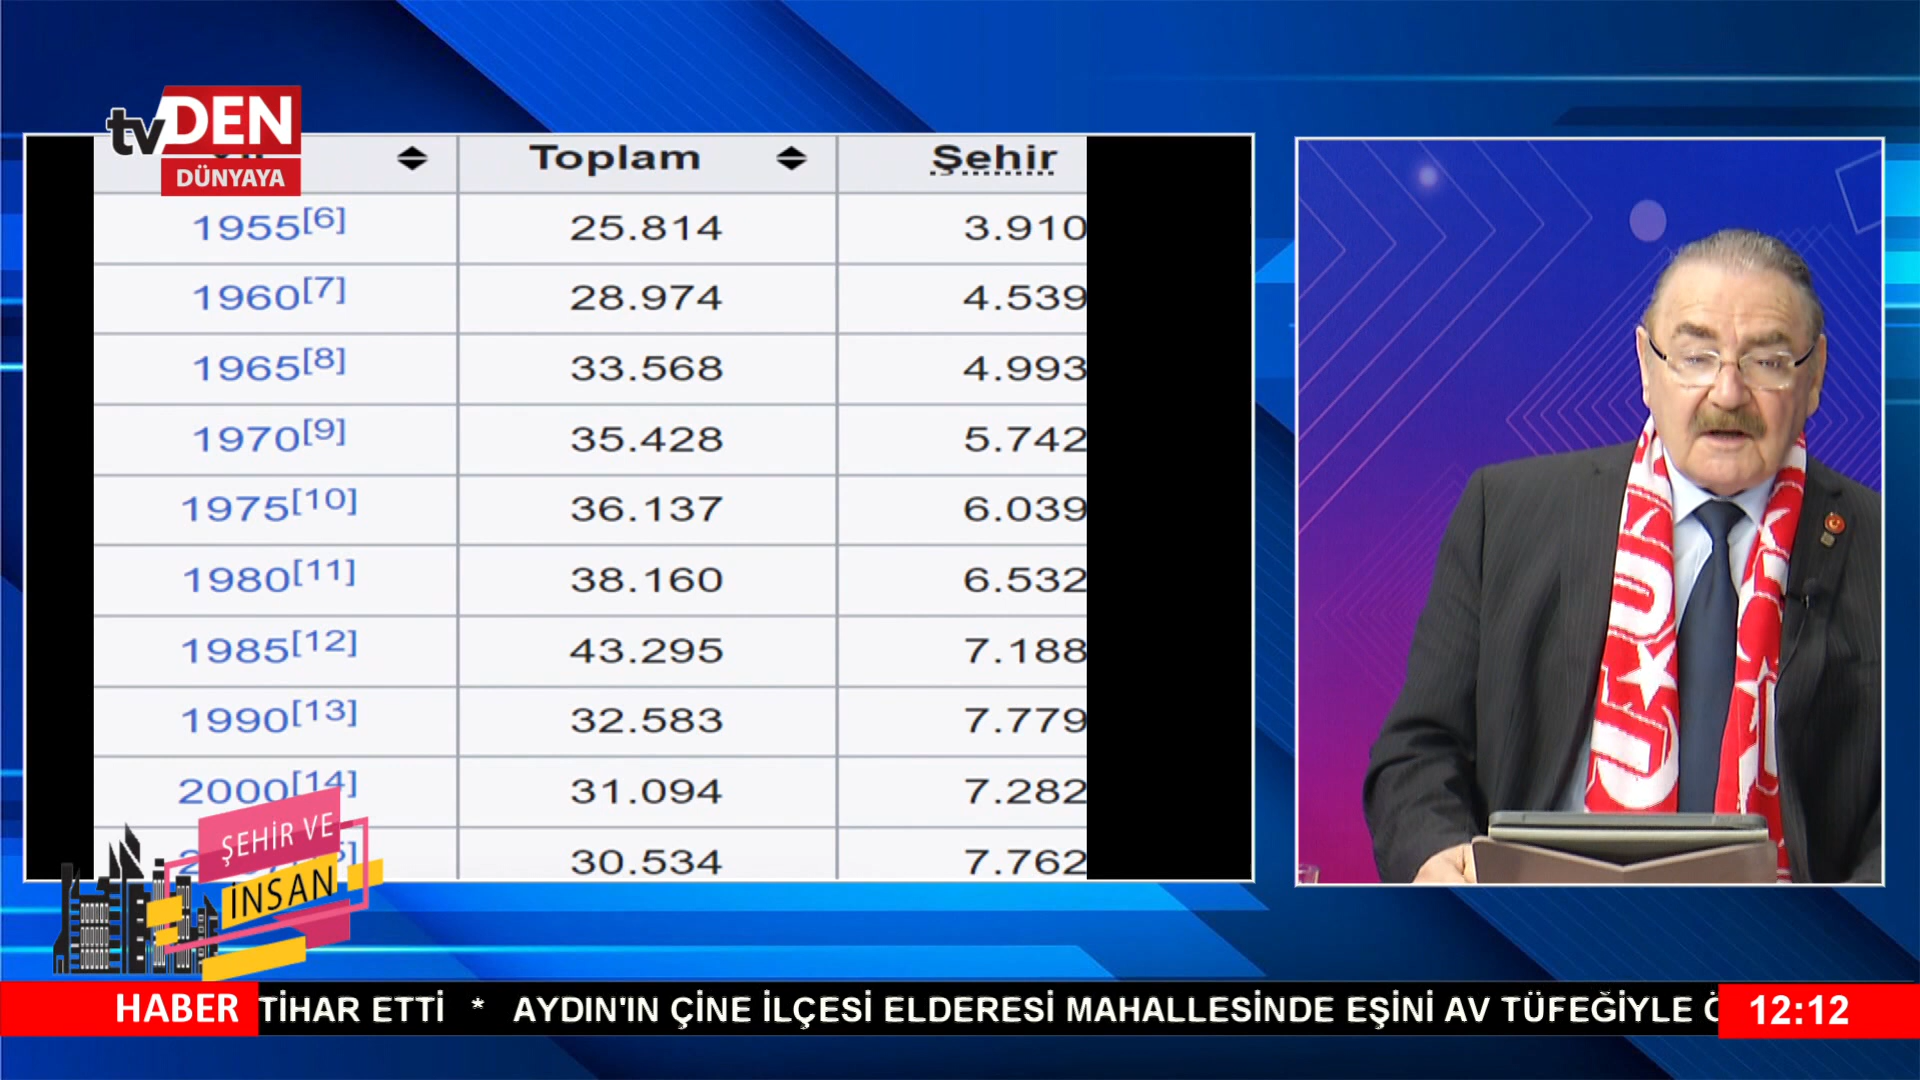 tvDEN
DÜNYAYA
Toplam Şehir
1955[6] 25.814 3.910
1960[7] 28.974 4.539
1965[8] 33.568 4.993
1970[9] 35.428 5.742
1975[10] 36.137 6.039
1980[11] 38.160 6.532
1985[12] 43.295 7.188
1990[13] 32.583 7.779
2000[14] 31.094 7.282
30.534 7.762
ŞEHİR VE
İNSAN
HABER TİHAR ETTİ * AYDIN'IN ÇİNE İLÇESİ ELDERESİ MAHALLESİNDE EŞİNİ AV TÜFEĞİYLE 12:12